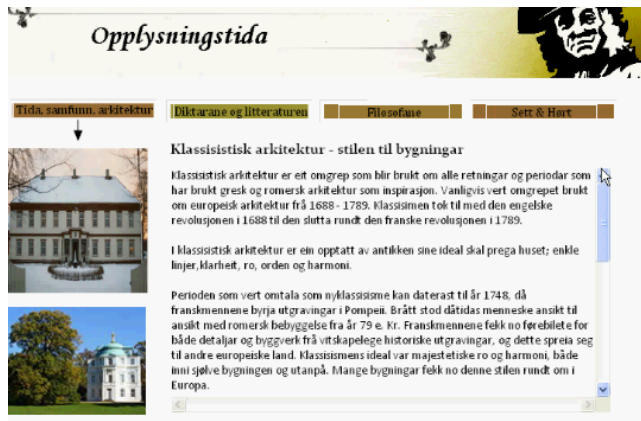 Opplysningstida
Tida, samfunn, arkitektur
Diktarane og litteraturen
Filosofane
Sett & Hørt
Klassisistisk arkitektur - stilen til bygningar
Klassisistisk arkitektur er eit omgrep som blir brukt om alle retningar og periodar som
har brukt gresk og romersk arkitektur som inspirasjon. Vanligvis vert omgrepet brukt
om europeisk arkitektur frå 1688 - 1789. Klassisimen tok til med den engelske
revolusjonen i 1688 til den slutta rundt den franske revolusjonen i 1789.
I klassisistisk arkitektur er ein opptatt av antikken sine ideal skal prega huset; enkle
linjer,klarheit, ro, orden og harmoni.
Perioden som vert omtala som nyklassisisme kan daterast til år 1748, då
franskmennene byrja utgravingar i Pompeii. Brått stod dåtidas menneske ansikt til
ansikt med romersk bebyggelse fra år 79 e. Kr. Franskmennene fekk no førebilete for
både detaljar og byggverk frå vitskapelege historiske utgravingar, og dette spreia seg
til andre europeiske land. Klassisismens ideal var majestetiske ro og harmoni, både
inni sjølve bygningen og utanpå. Mange bygningar fekk no denne stilen rundt om i
Europa.